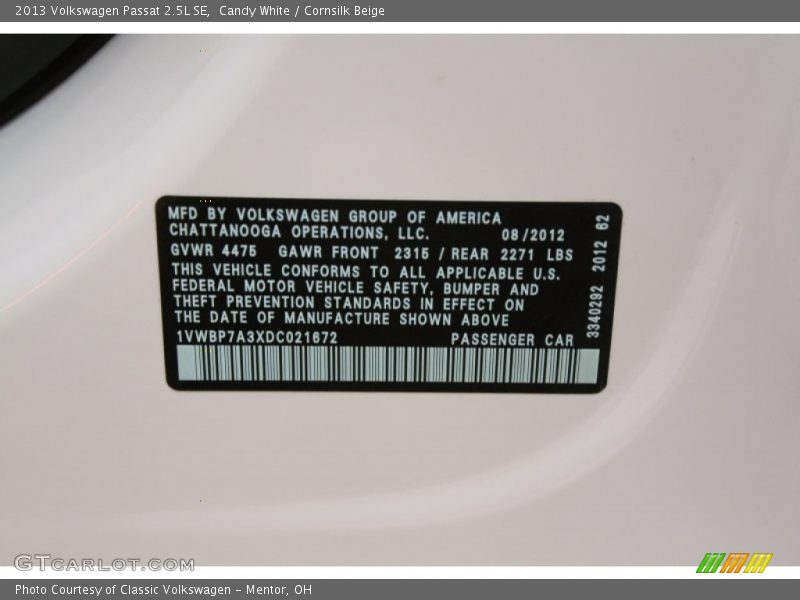 2013 Volkswagen Passat 2.5L SE,  Candy White / Cornsilk Beige
MFD BY VOLKSWAGEN GROUP OF AMERICA
CHATTANOOGA OPERATIONS, LLC. 08/2012
GVWR 4475 GAWR FRONT 2315 / REAR 2271 LBS
THIS VEHICLE CONFORMS TO ALL APPLICABLE U.S.
FEDERAL MOTOR VEHICLE SAFETY, BUMPER AND
THEFT PREVENTION STANDARDS IN EFFECT ON
THE DATE OF MANUFACTURE SHOWN ABOVE
1VWBP7A3XDC021672 PASSENGER CAR
3340292 2012 62
GTCARLOT.COM
Photo Courtesy of Classic Volkswagen - Mentor, OH